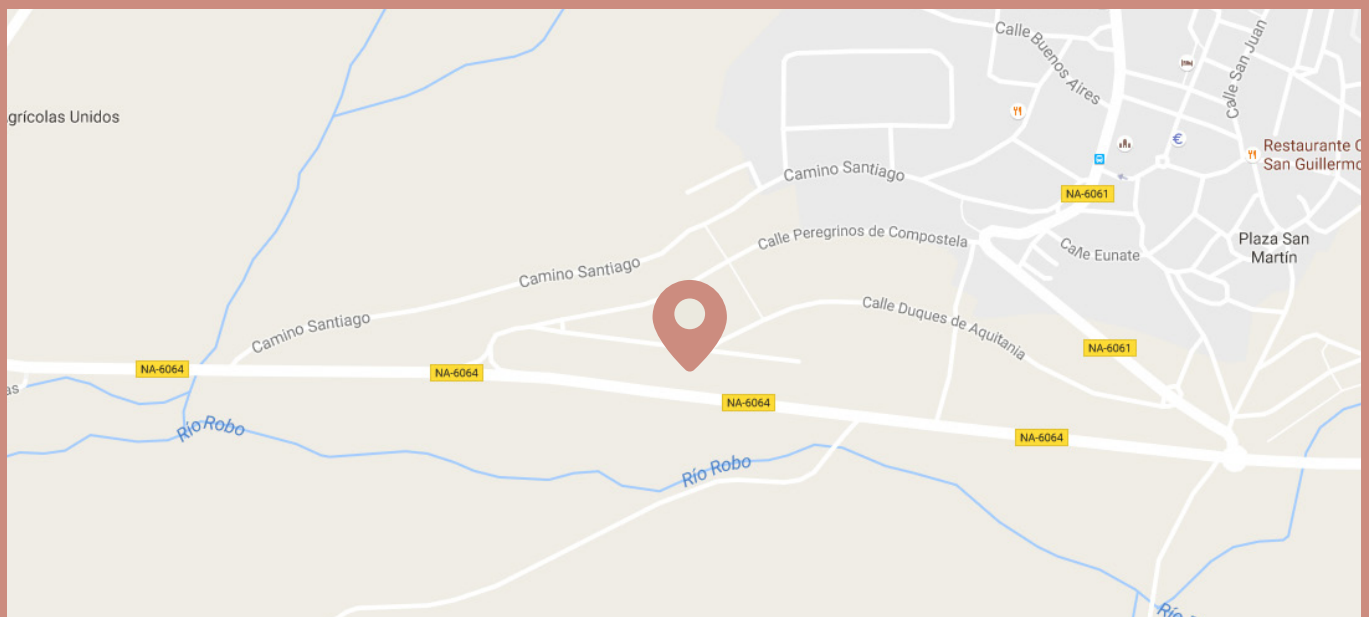 Calle Buenos Aires
Calle San Juan
grícolas Unidos
€
Restaurante
San Guillermo
Camino Santiago
NA-6061
Calle Peregrinos de Compostela
Calle Eunate
Plaza San
Martín
Camino Santiago
Calle Duques de Aquitania
Camino Santiago
NA-6061
NA-6064
NA-6064
as
NA-6064
Río Robo
NA-6064
Río Robo
Río